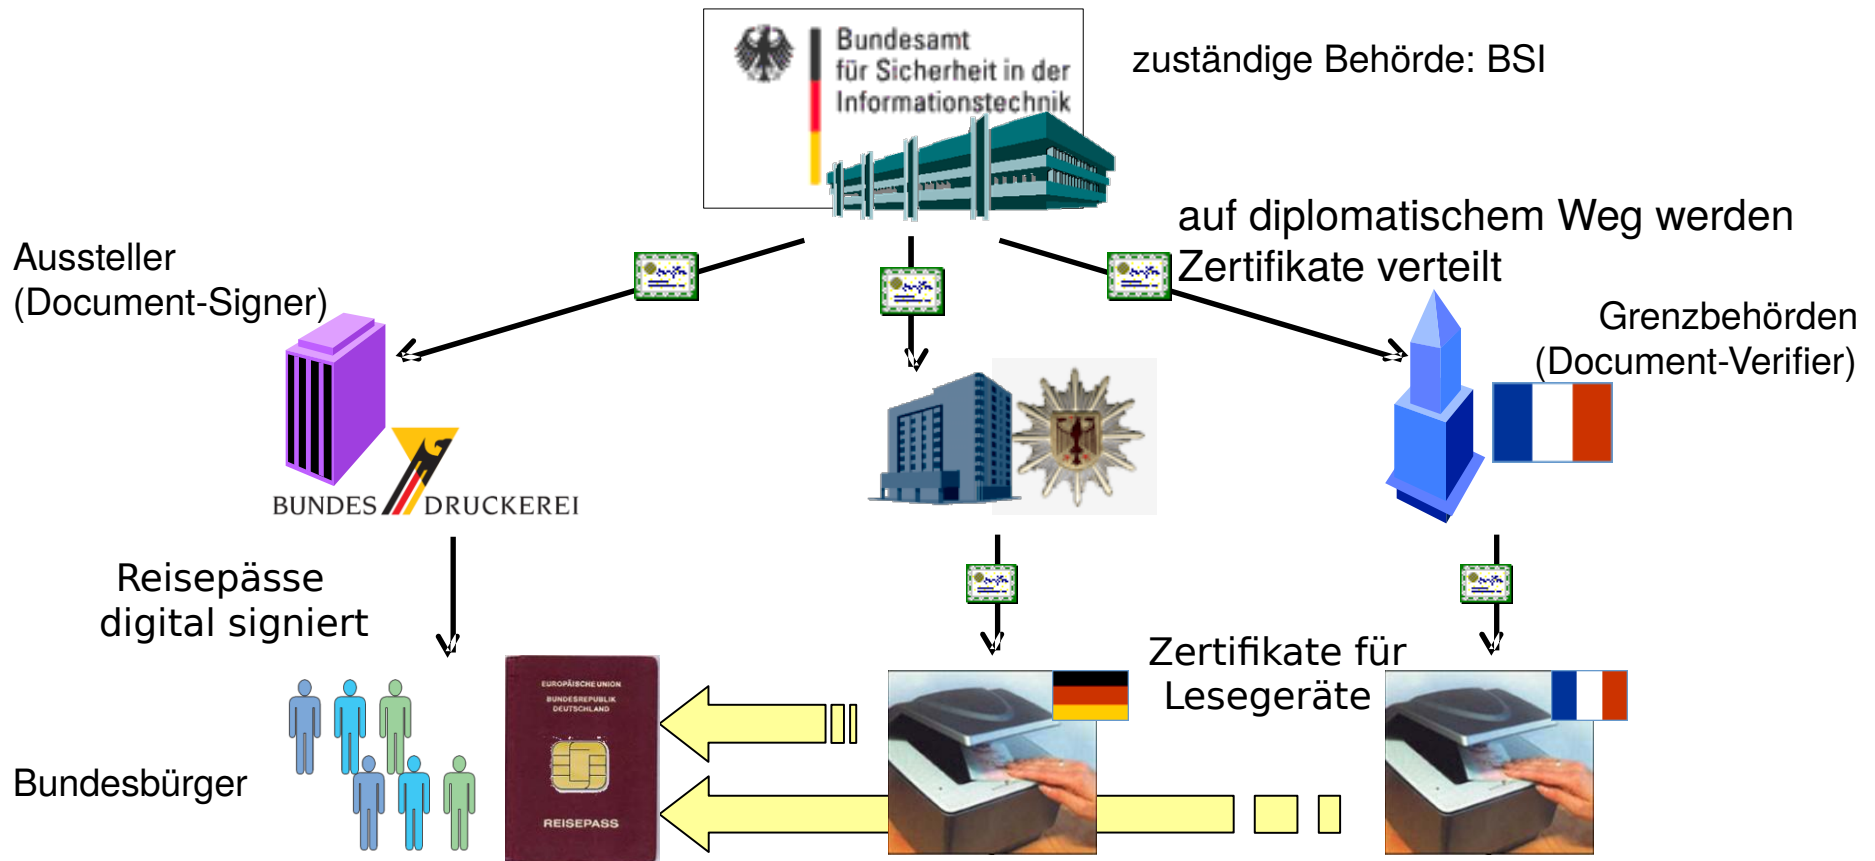 Bundesamt
für Sicherheit in der
Informationstechnik
zuständige Behörde: BSI
auf diplomatischem Weg werden
Zertifikate verteilt
Aussteller
(Document-Signer)
Grenzbehörden
(Document-Verifier)
BUNDES DRUCKEREI
Reisepässe
digital signiert
Zertifikate für
Lesegeräte
EUROPÄISCHE UNION
BUNDESREPUBLIK
DEUTSCHLAND
REISEPASS
Bundesbürger